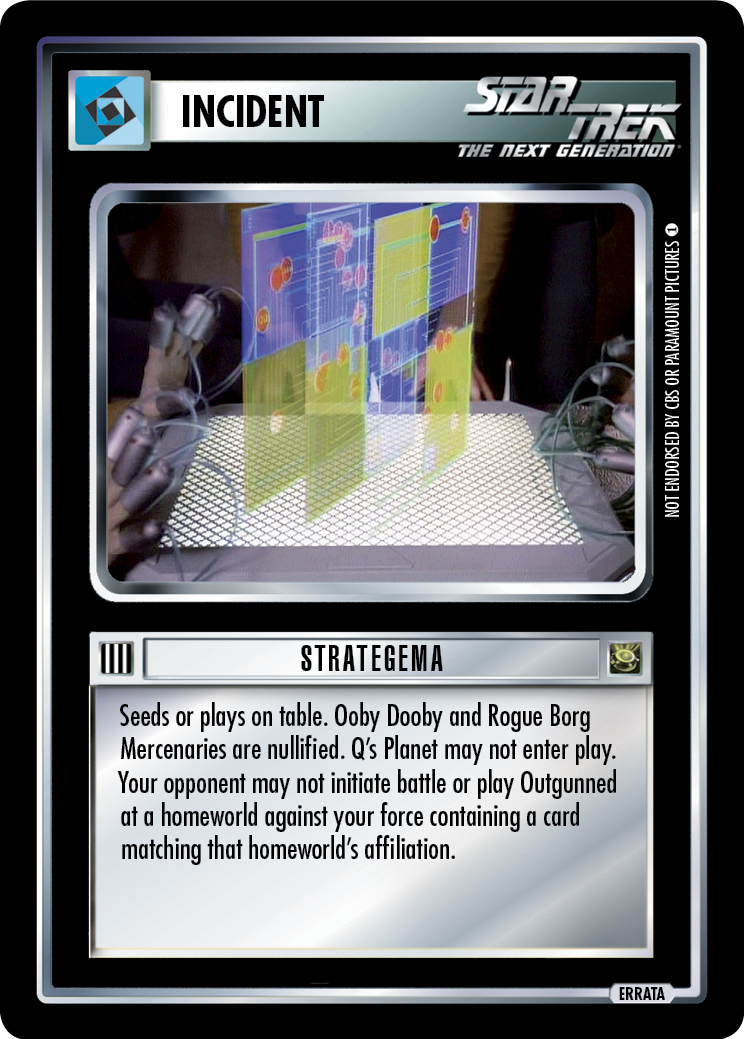 INCIDENT
STAR TREK
THE NEXT GENERATION
NOT ENDORSED BY CBS OR PARAMOUNT PICTURES 1
STRATEGEMA
Seeds or plays on table. Ooby Dooby and Rogue Borg
Mercenaries are nullified. Q’s Planet may not enter play.
Your opponent may not initiate battle or play Outgunned
at a homeworld against your force containing a card
matching that homeworld’s affiliation.
ERRATA